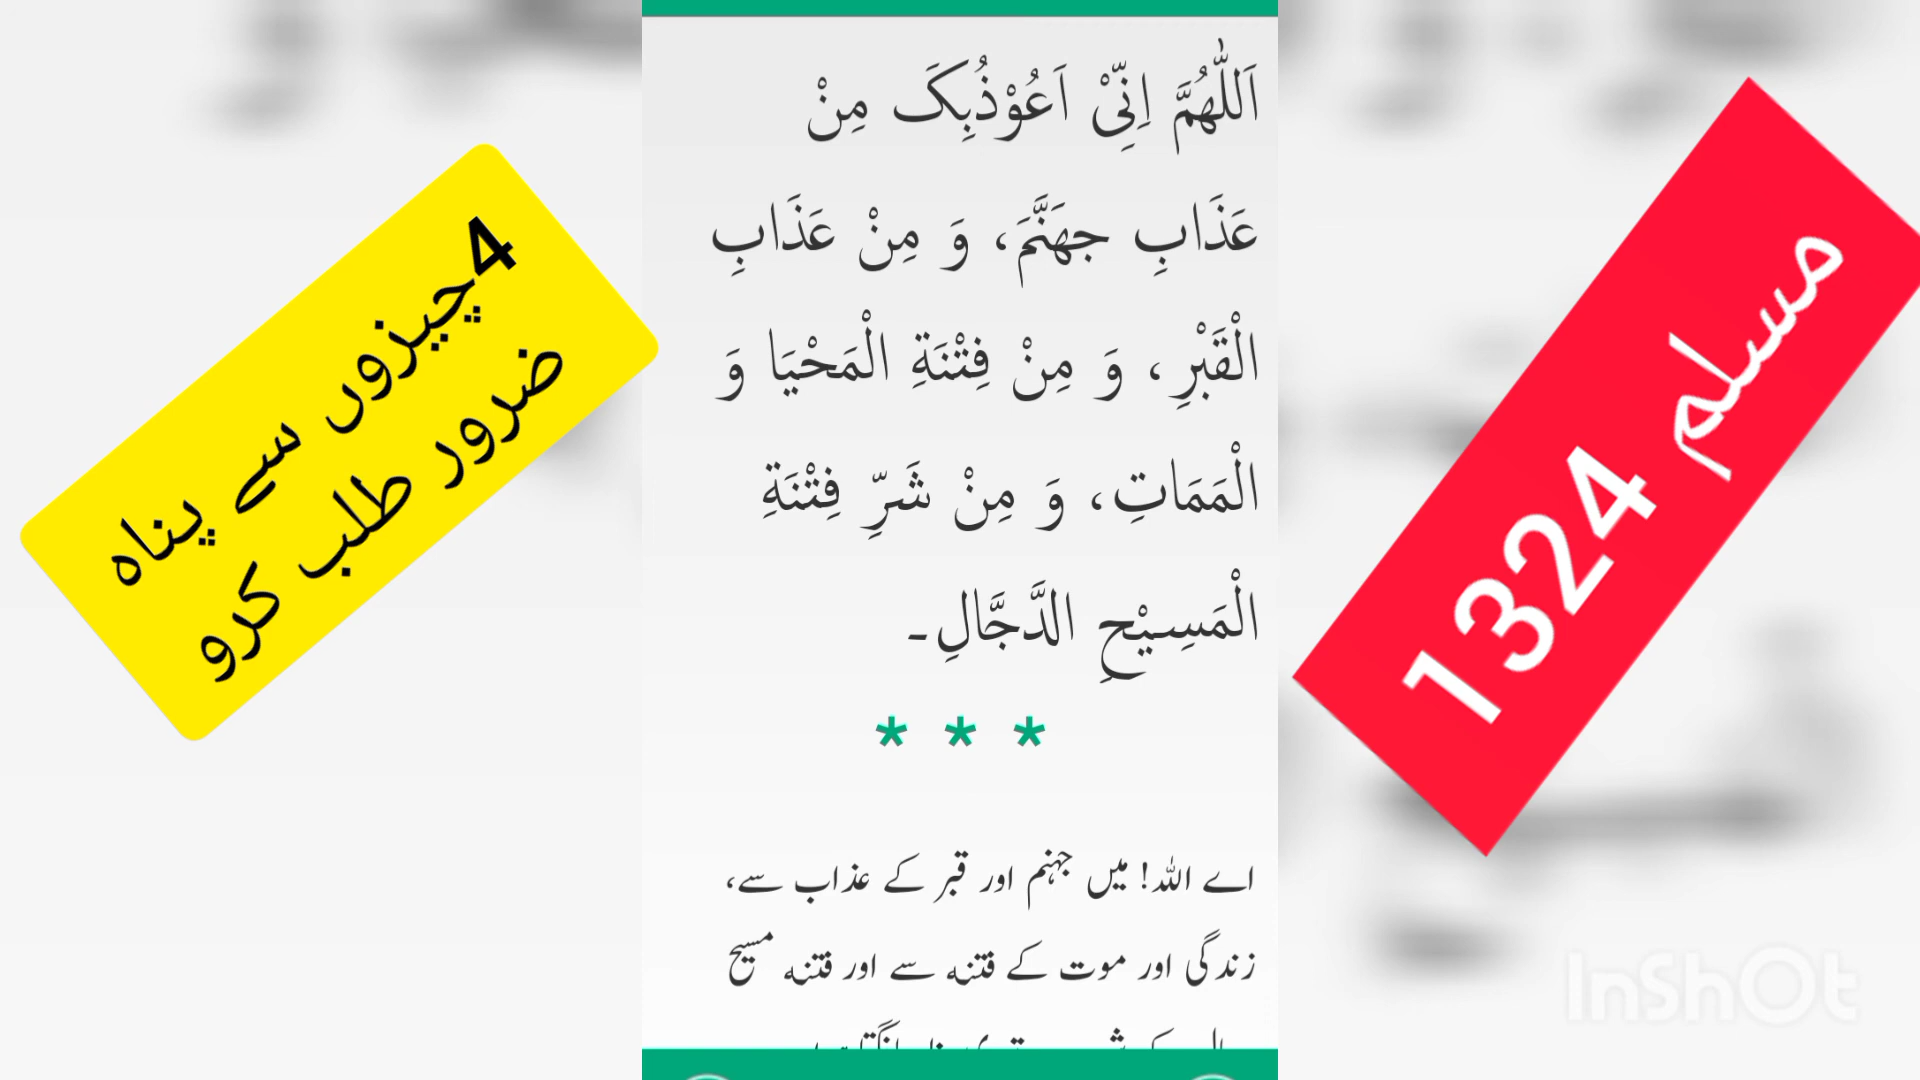 4چیزوں سے پناہ
ضرور طلب کرو
اَللّٰهُمَّ اِنِّیْ اَعُوْذُبِکَ مِنْ
عَذَابِ جهَنَّمَ، وَ مِنْ عَذَابِ
الْقَبْرِ، وَ مِنْ فِتْنَةِ الْمَحْيَا وَ
الْمَمَاتِ، وَ مِنْ شَرِّ فِتْنَةِ
الْمَسِيْحِ الدَّجَّالِ۔
* * *
اے اللہ! میں جہنم اور قبر کے عذاب سے،
زندگی اور موت کے فتنہ سے اور فتنہ مسیح
مسلم 1324
InShOt